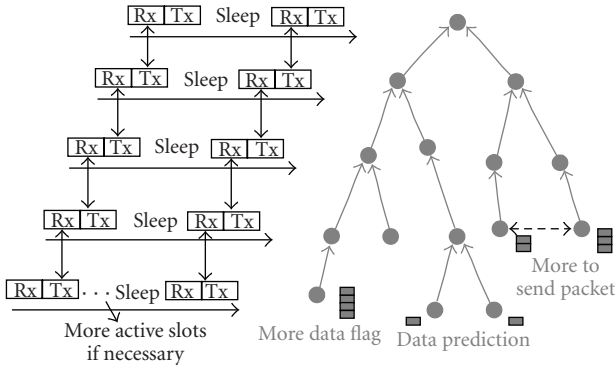 Rx Tx Sleep Rx Tx
Rx Tx Sleep Rx Tx
Rx Tx Sleep Rx Tx
Rx Tx Sleep Rx Tx
Rx Tx ... Sleep Rx Tx
More active slots
if necessary
More data flag
Data prediction
More to
send packet